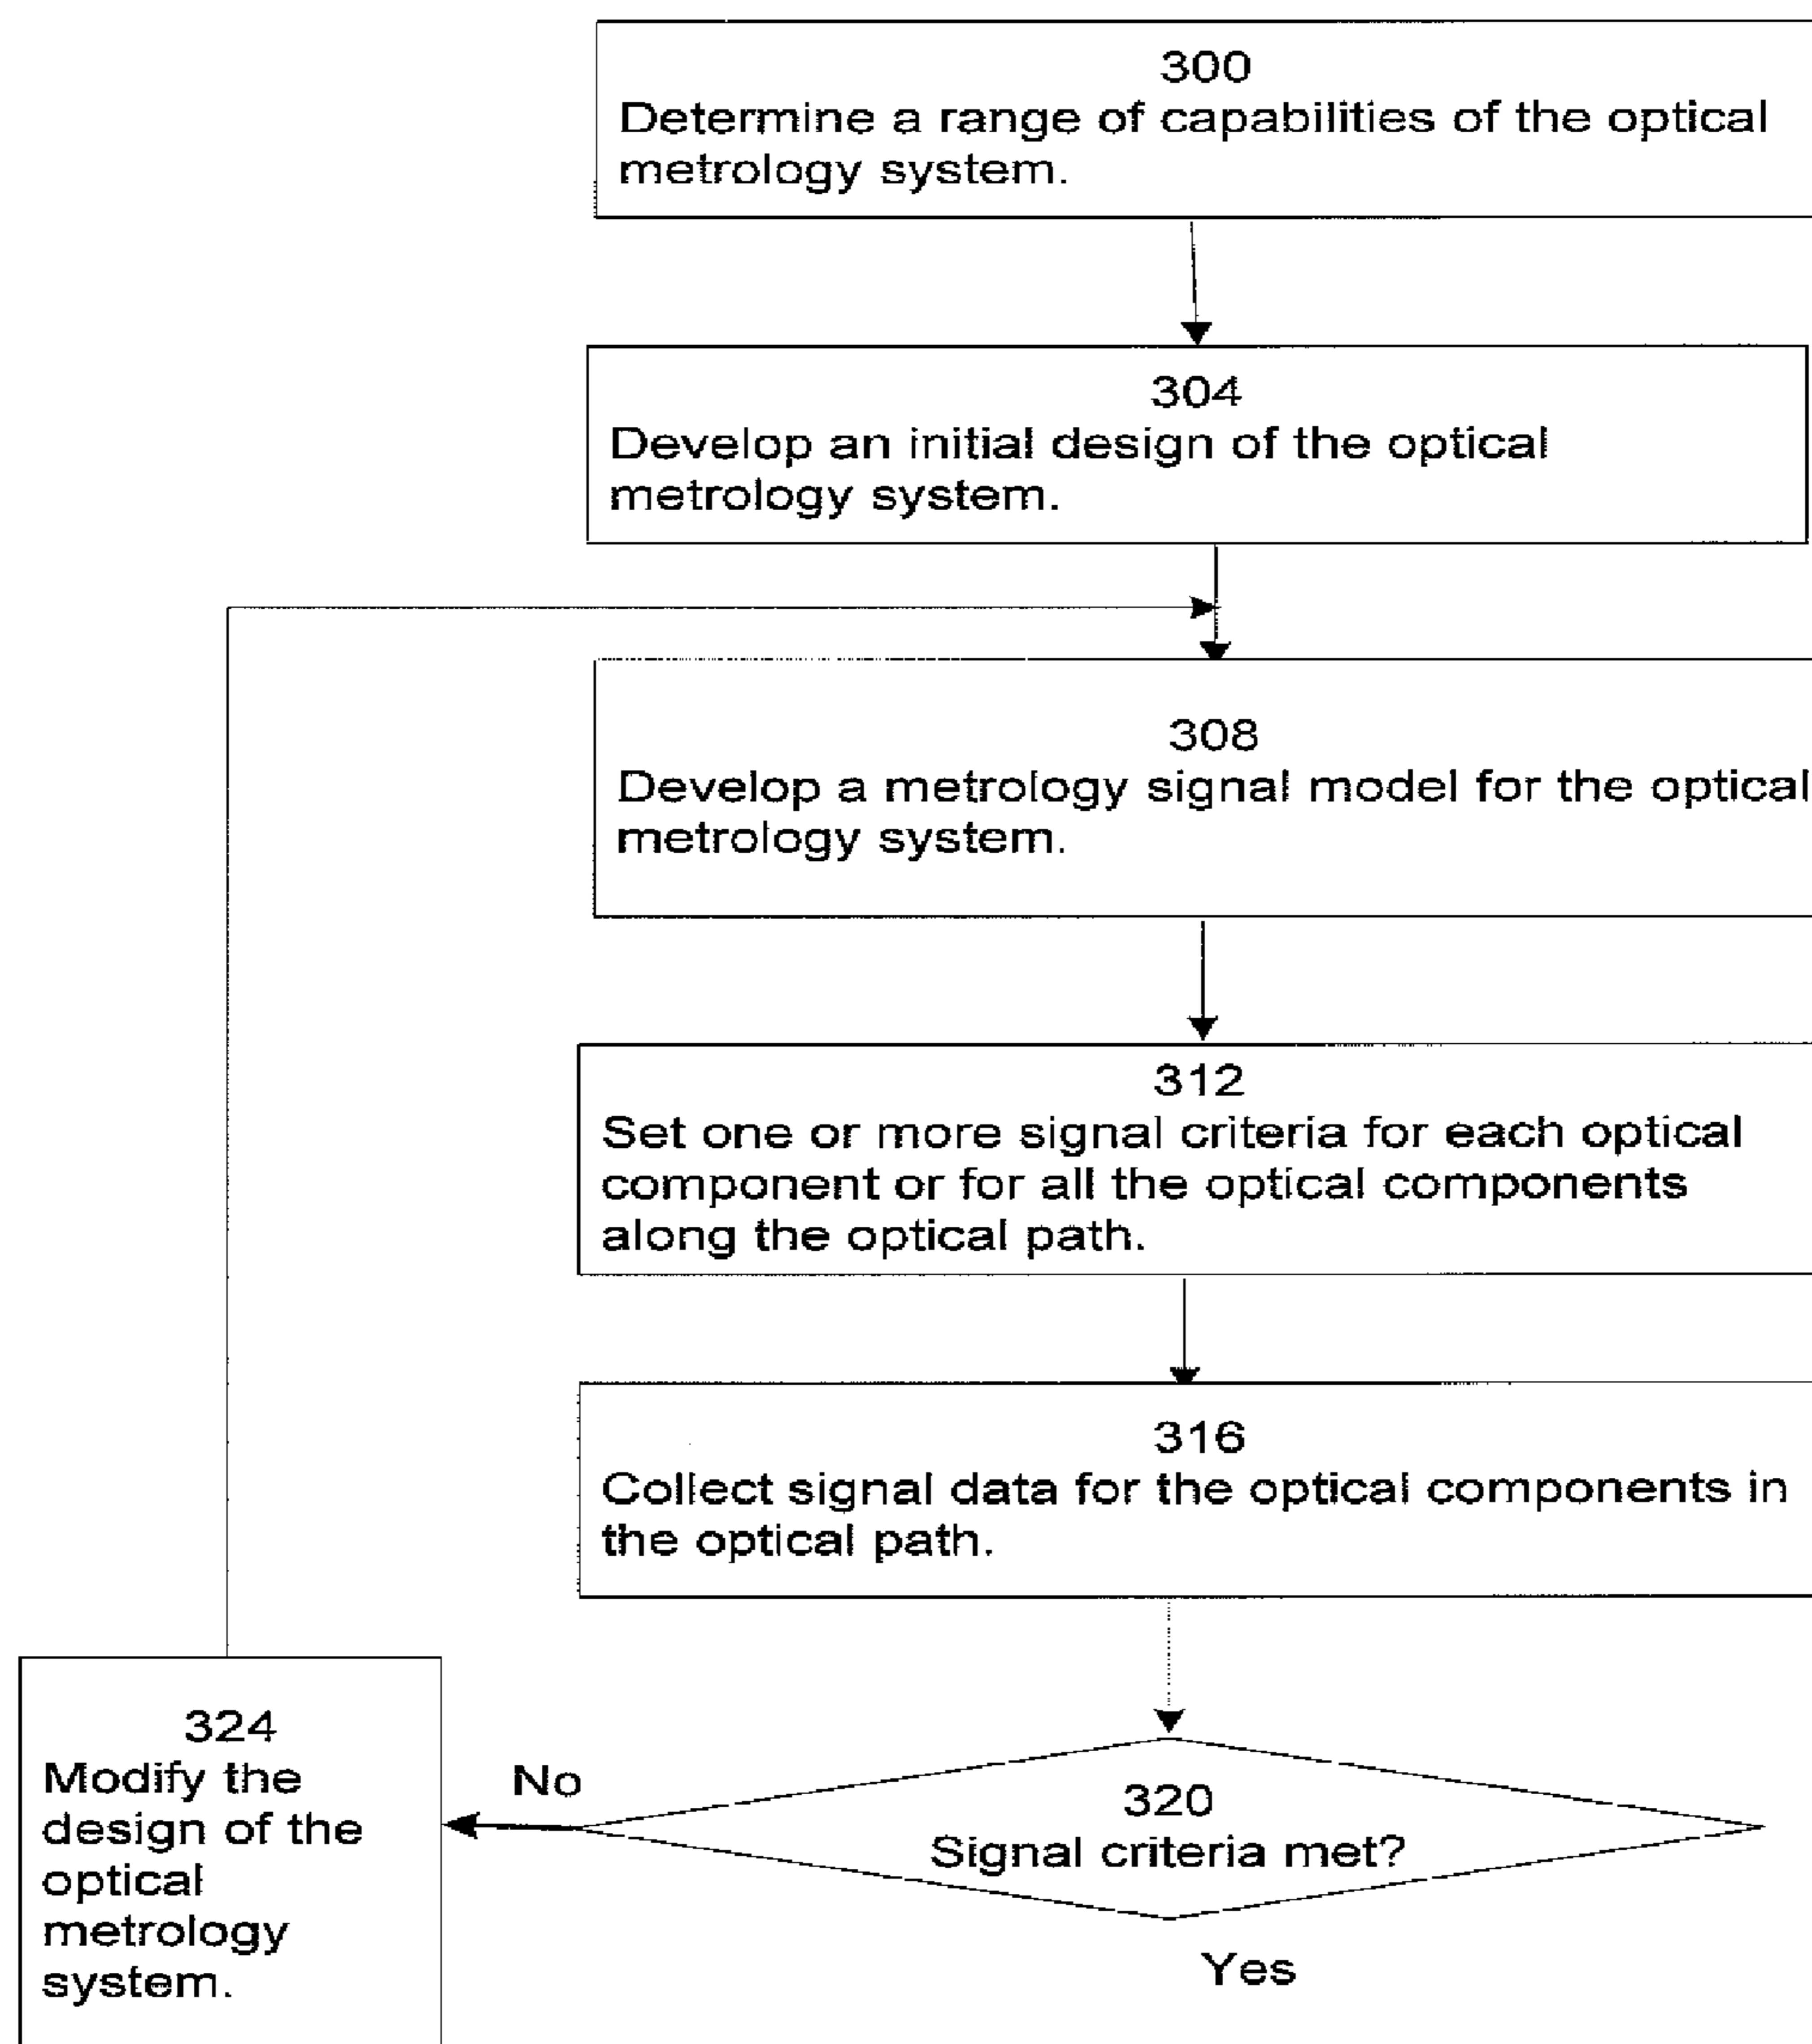 300
Determine a range of capabilities of the optical
metrology system.
304
Develop an initial design of the optical
metrology system.
308
Develop a metrology signal model for the optical
metrology system.
312
Set one or more signal criteria for each optical
component or for all the optical components
along the optical path.
316
Collect signal data for the optical components in
the optical path.
320
Signal criteria met?
No
Yes
324
Modify the
design of the
optical
metrology
system.